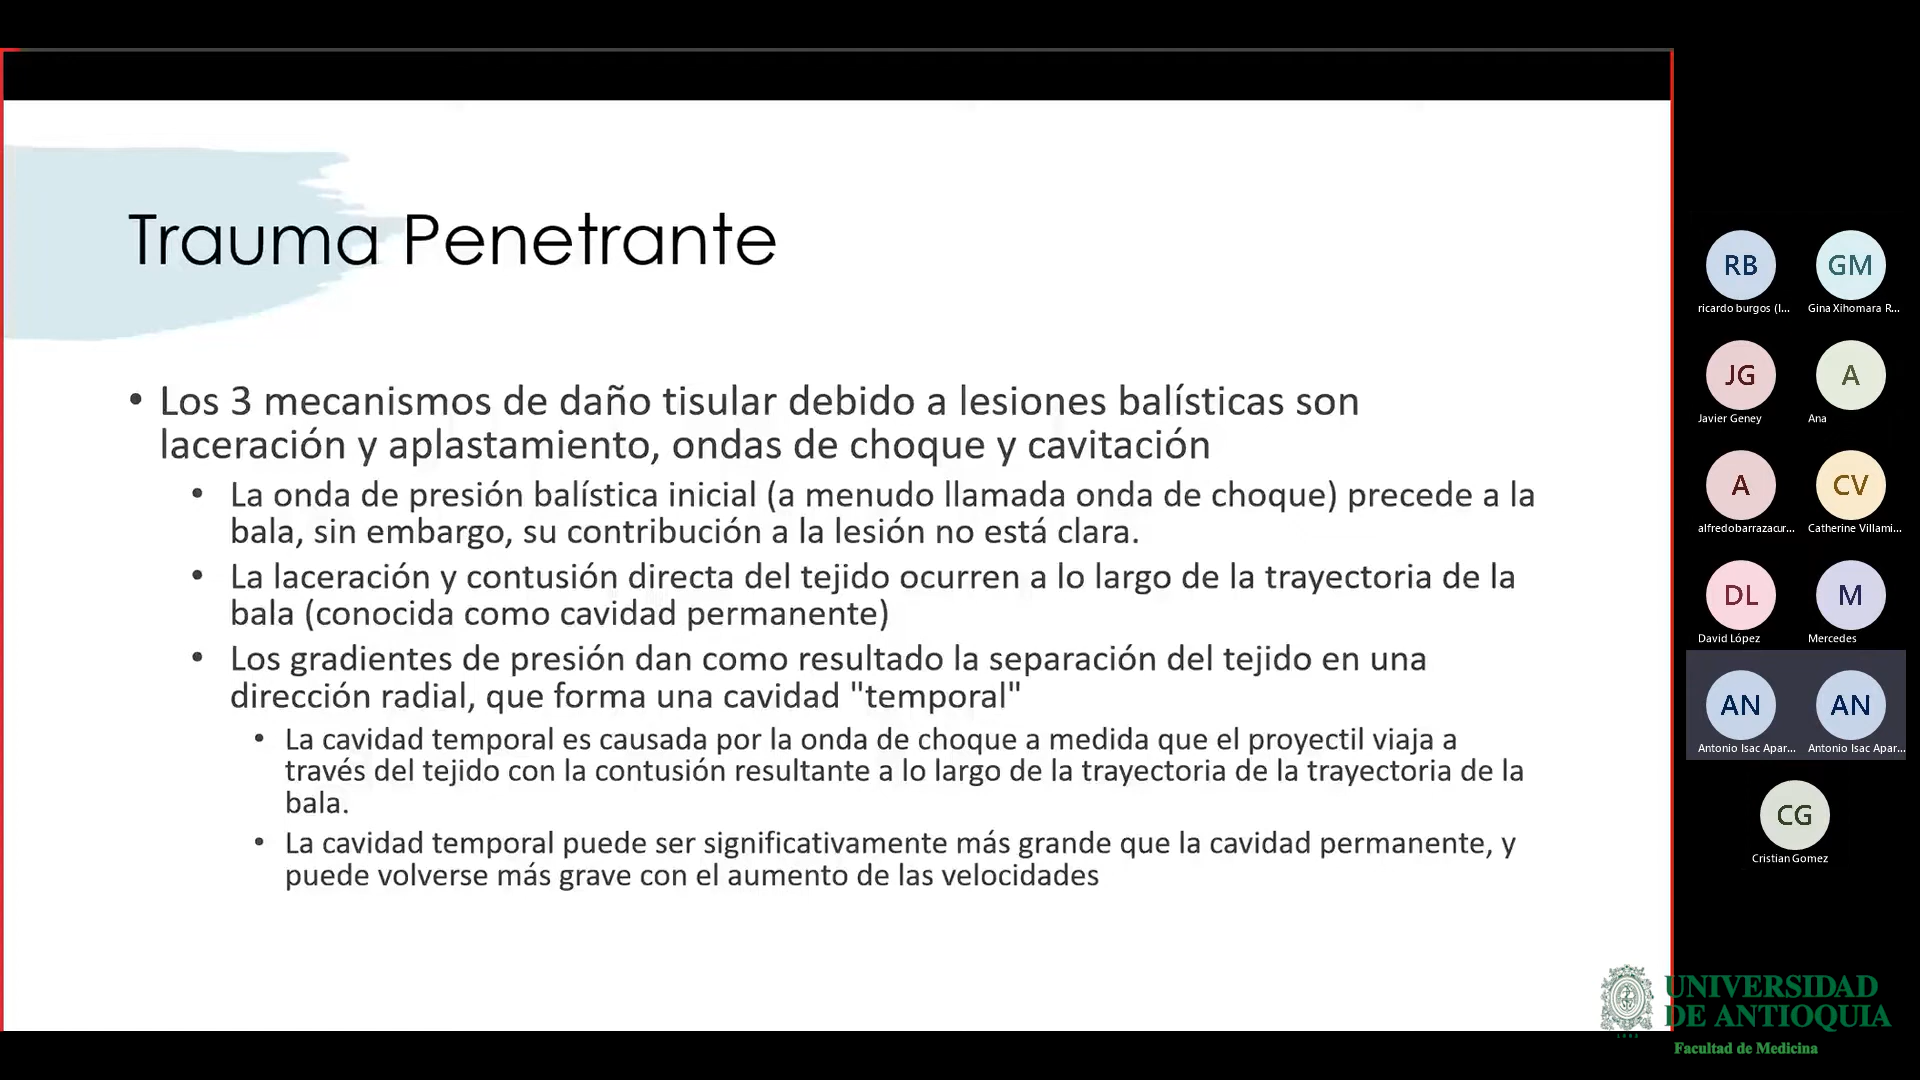 Trauma Penetrante
• Los 3 mecanismos de daño tisular debido a lesiones balísticas son
laceración y aplastamiento, ondas de choque y cavitación
• La onda de presión balística inicial (a menudo llamada onda de choque) precede a la
bala, sin embargo, su contribución a la lesión no está clara.
• La laceración y contusión directa del tejido ocurren a lo largo de la trayectoria de la
bala (conocida como cavidad permanente)
• Los gradientes de presión dan como resultado la separación del tejido en una
dirección radial, que forma una cavidad "temporal"
• La cavidad temporal es causada por la onda de choque a medida que el proyectil viaja a
través del tejido con la contusión resultante a lo largo de la trayectoria de la trayectoria de la
bala.
• La cavidad temporal puede ser significativamente más grande que la cavidad permanente, y
puede volverse más grave con el aumento de las velocidades
RB GM
ricardo burgos (I... Gina Xihomara R...
JG A
Javier Geney Ana
A CV
alfredobarrazacur... Catherine Villami...
DL M
David López Mercedes
AN AN
Antonio Isac Apar... Antonio Isac Apar...
CG
Cristian Gomez
UNIVERSIDAD
DE ANTIOQUIA
Facultad de Medicina